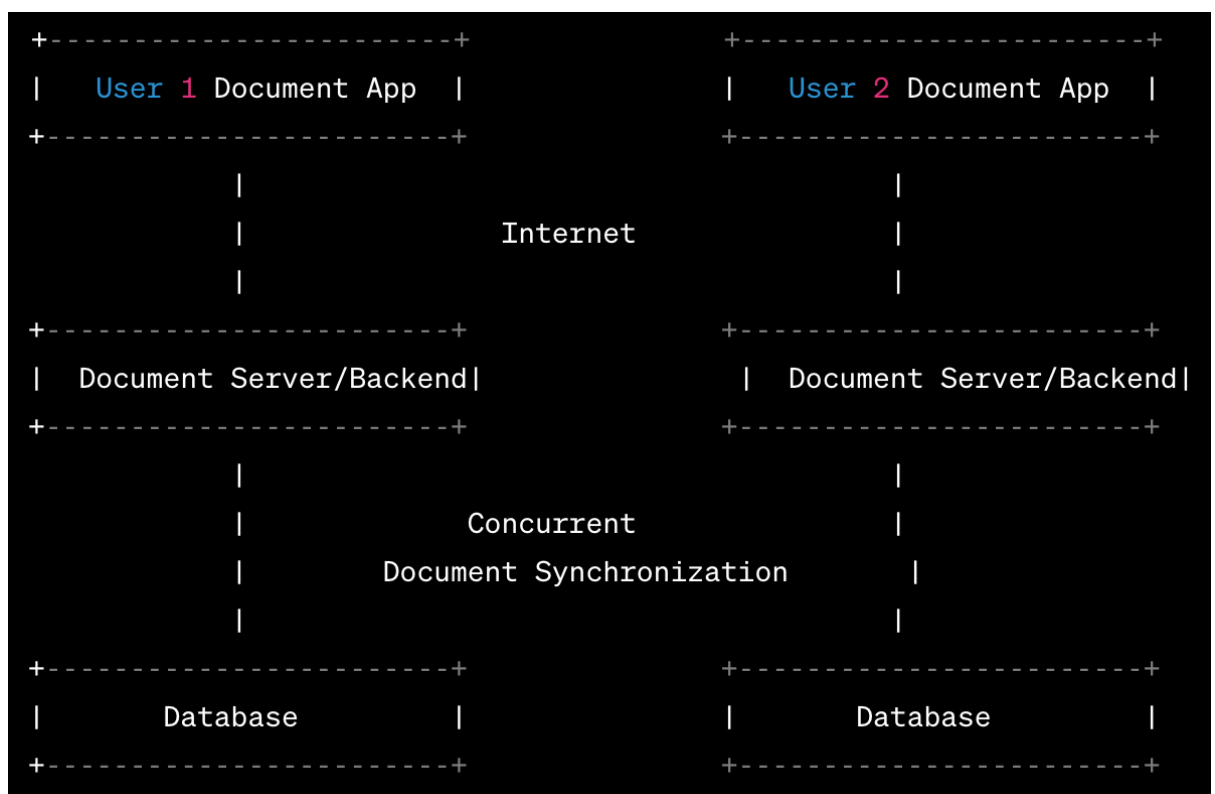 +------------------------+               +------------------------+
|   User 1 Document App  |               |   User 2 Document App  |
+------------------------+               +------------------------+
            |                                      |
            |               Internet               |
            |                                      |
+------------------------+               +------------------------+
|  Document Server/Backend|               |  Document Server/Backend|
+------------------------+               +------------------------+
            |                                      |
            |             Concurrent               |
            |        Document Synchronization       |
            |                                      |
+------------------------+               +------------------------+
|       Database         |               |       Database         |
+------------------------+               +------------------------+